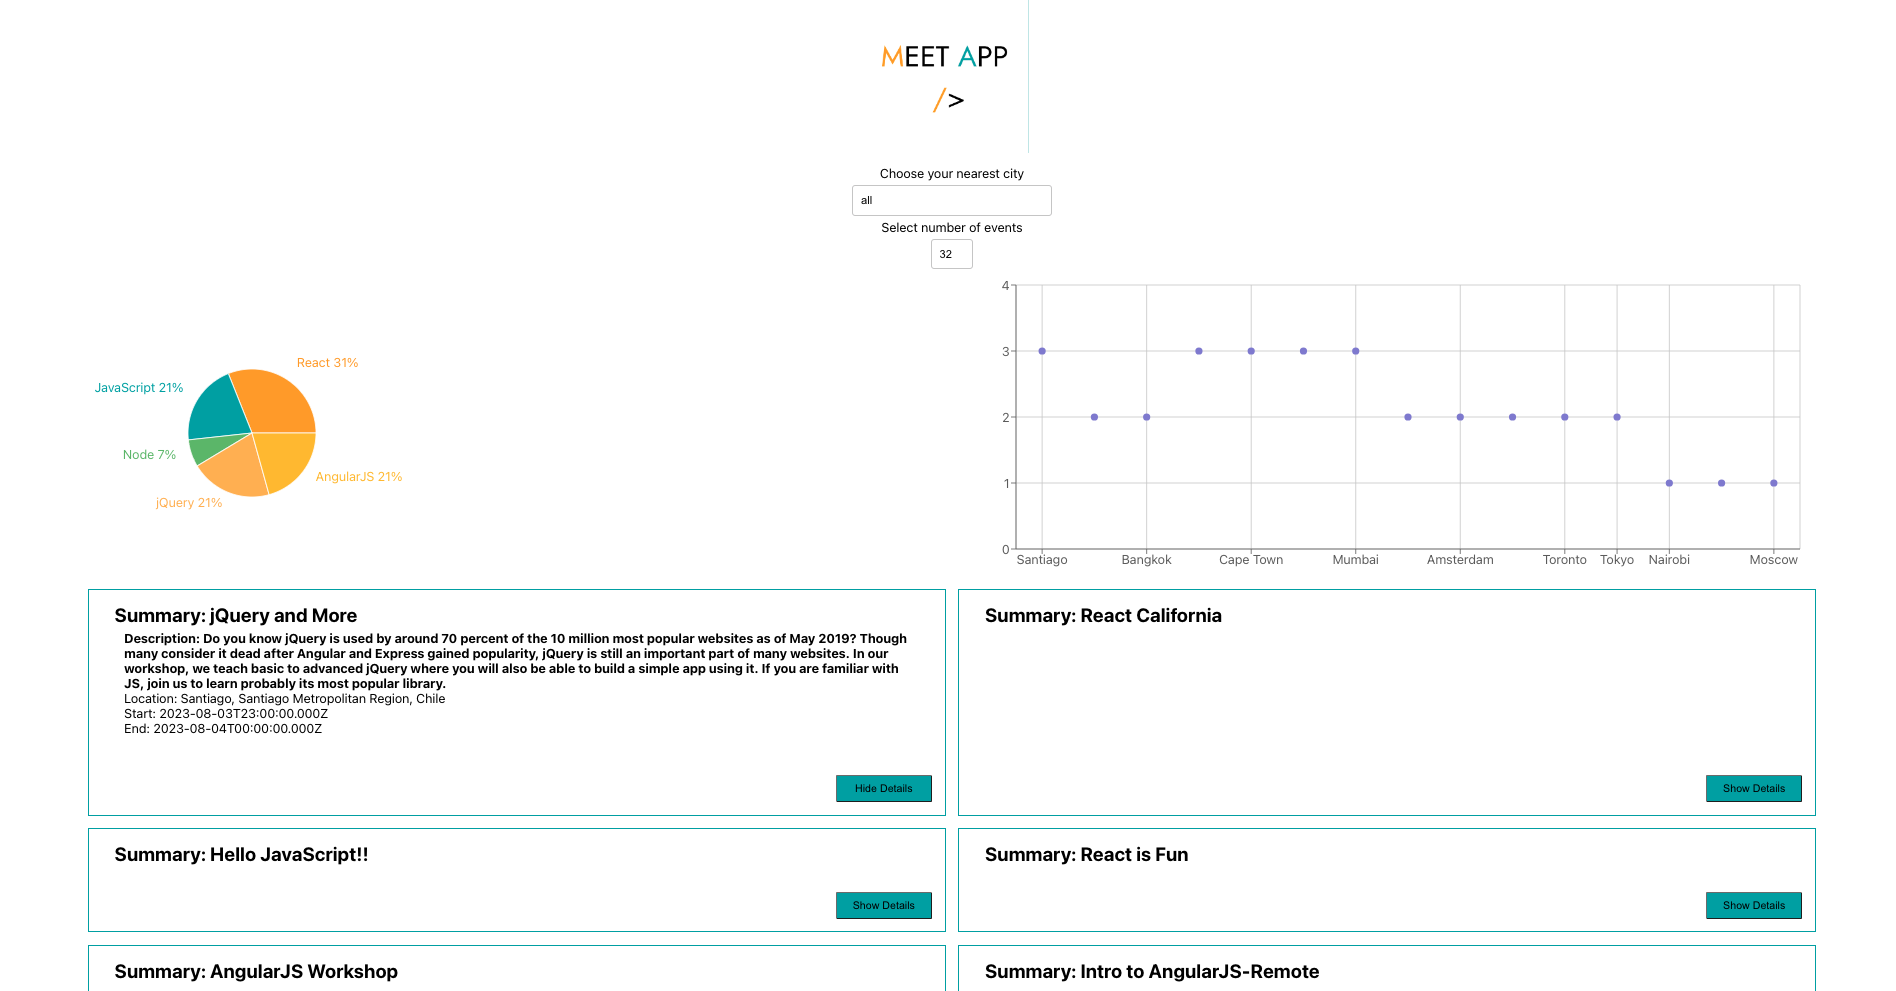 MEET APP
/>
Choose your nearest city
all
Select number of events
32
React 31%
JavaScript 21%
Node 7%
AngularJS 21%
jQuery 21%
4
3
2
1
0
Santiago Bangkok Cape Town Mumbai Amsterdam Toronto Tokyo Nairobi Moscow
Summary: jQuery and More
Description: Do you know jQuery is used by around 70 percent of the 10 million most popular websites as of May 2019? Though
many consider it dead after Angular and Express gained popularity, jQuery is still an important part of many websites. In our
workshop, we teach basic to advanced jQuery where you will also be able to build a simple app using it. If you are familiar with
JS, join us to learn probably its most popular library.
Location: Santiago, Santiago Metropolitan Region, Chile
Start: 2023-08-03T23:00:00.000Z
End: 2023-08-04T00:00:00.000Z
Hide Details
Summary: React California
Show Details
Summary: Hello JavaScript!!
Show Details
Summary: React is Fun
Show Details
Summary: AngularJS Workshop
Summary: Intro to AngularJS-Remote